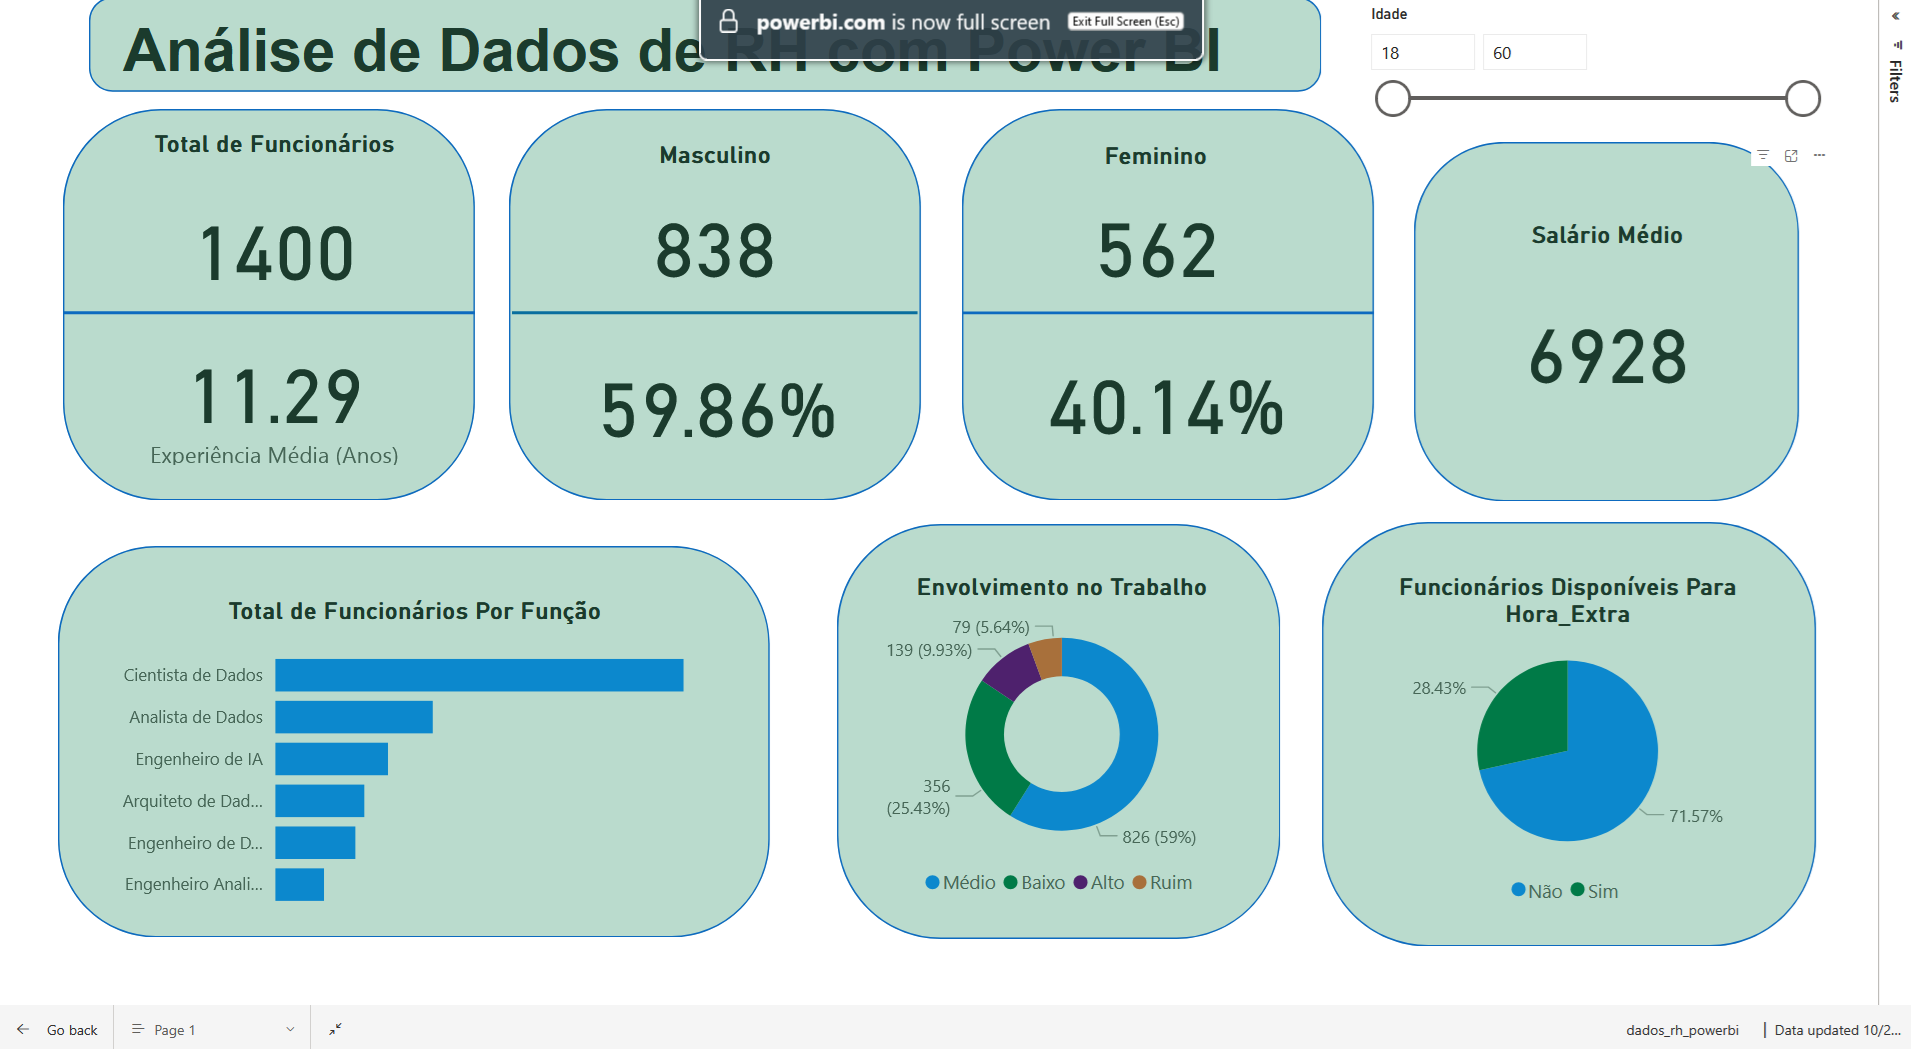 powerbi.com is now full screen
Exit Full Screen (Esc)
Análise de Dados de RH com Power BI
Idade
18
60
Filters
Total de Funcionários
1400
11.29
Experiência Média (Anos)
Masculino
838
59.86%
Feminino
562
40.14%
Salário Médio
6928
Total de Funcionários Por Função
Cientista de Dados
Analista de Dados
Engenheiro de IA
Arquiteto de Dad...
Engenheiro de D...
Engenheiro Anali...
Envolvimento no Trabalho
79 (5.64%)
139 (9.93%)
356
(25.43%)
826 (59%)
Médio
Baixo
Alto
Ruim
Funcionários Disponíveis Para
Hora_Extra
28.43%
71.57%
Não
Sim
Go back
Page 1
dados_rh_powerbi
| Data updated 10/2...